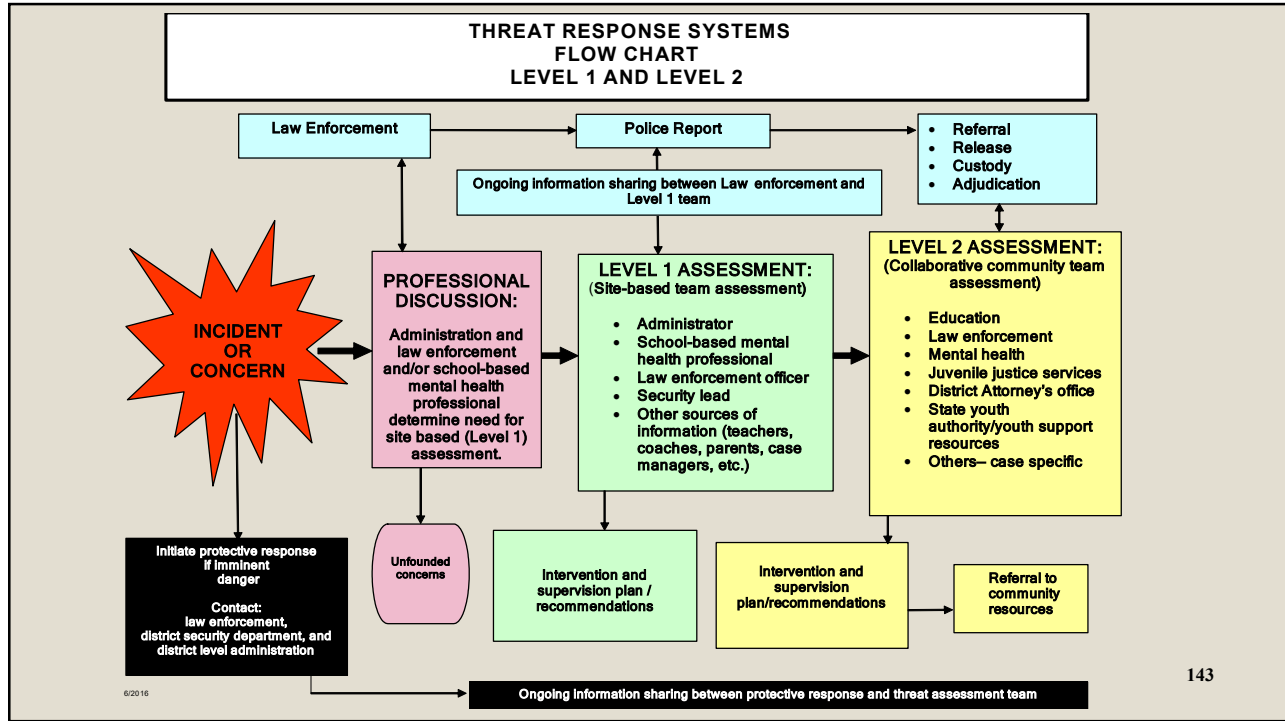 THREAT RESPONSE SYSTEMS
FLOW CHART
LEVEL 1 AND LEVEL 2
Law Enforcement
Police Report
• Referral
• Release
• Custody
• Adjudication
Ongoing information sharing between Law enforcement and
Level 1 team
INCIDENT
OR
CONCERN
PROFESSIONAL
DISCUSSION:
Administration and
law enforcement
and/or school-based
mental health
professional
determine need for
site based (Level 1)
assessment.
LEVEL 1 ASSESSMENT:
(Site-based team assessment)
• Administrator
• School-based mental
health professional
• Law enforcement officer
• Security lead
• Other sources of
information (teachers,
coaches, parents, case
managers, etc.)
LEVEL 2 ASSESSMENT:
(Collaborative community team
assessment)
• Education
• Law enforcement
• Mental health
• Juvenile justice services
• District Attorney’s office
• State youth
authority/youth support
resources
• Others– case specific
Initiate protective response
if imminent
danger
Contact:
law enforcement,
district security department, and
district level administration
Unfounded
concerns
Intervention and
supervision plan /
recommendations
Intervention and
supervision
plan/recommendations
Referral to
community
resources
Ongoing information sharing between protective response and threat assessment team
6/2016
143